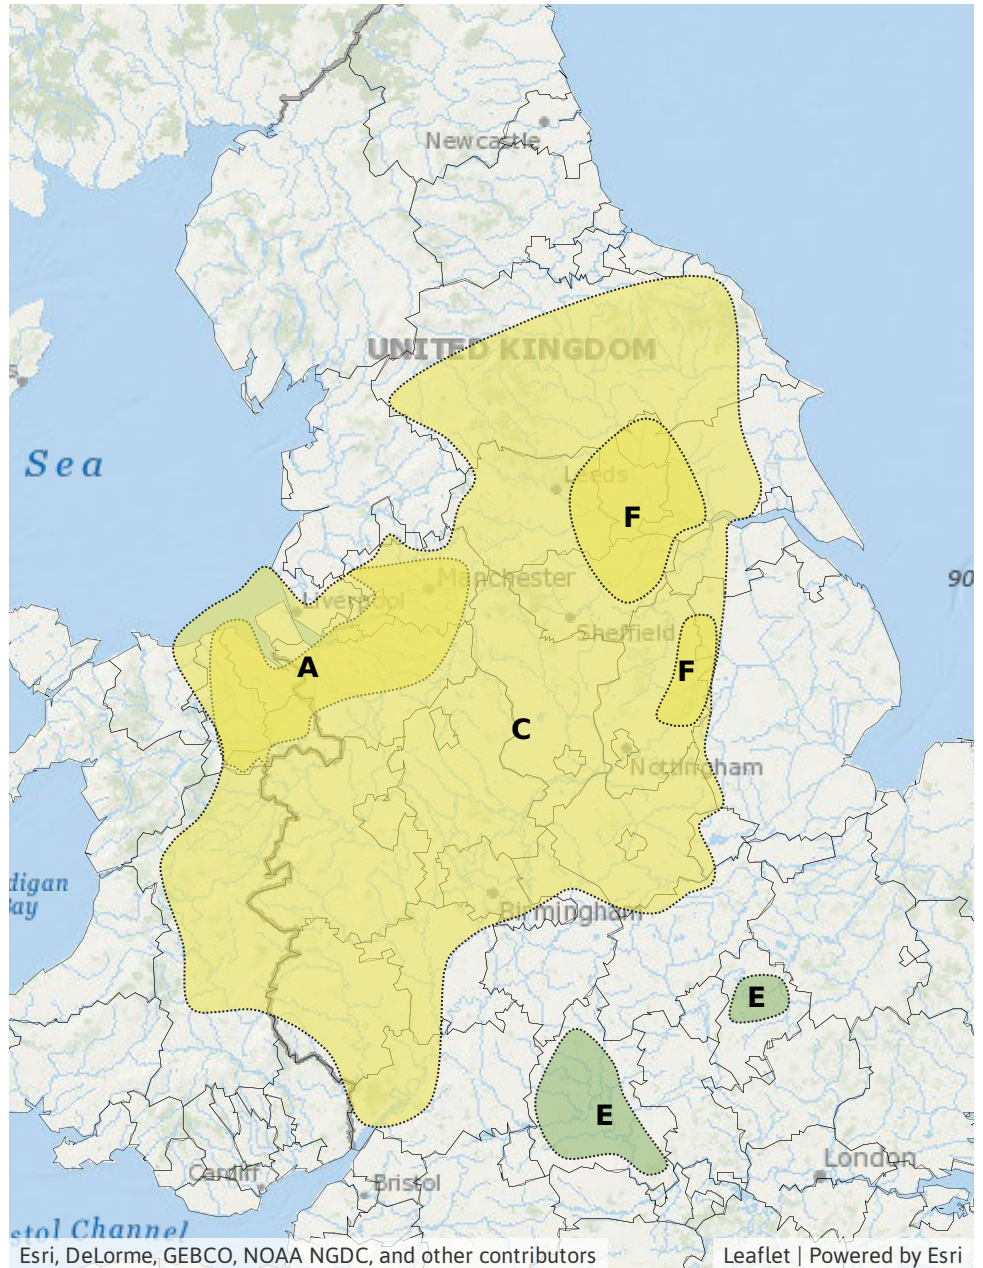 Newcastle
UNITED KINGDOM
s
Sea
Leeds
F
90
Manchester
Liverpool
Sheffield
A
F
C
Nottingham
digan
Bay
Birmingham
E
E
London
Cardiff
Bristol
stol Channel
Esri, DeLorme, GEBCO, NOAA NGDC, and other contributors
Leaflet | Powered by Esri